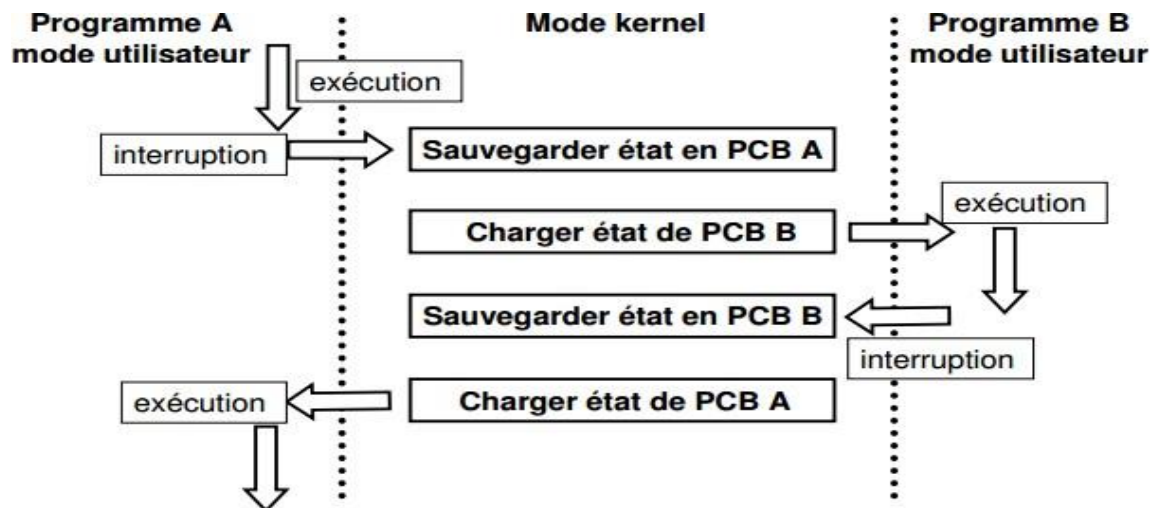 Programme A
mode utilisateur
Mode kernel
Programme B
mode utilisateur
exécution
interruption
Sauvegarder état en PCB A
exécution
Charger état de PCB B
Sauvegarder état en PCB B
interruption
exécution
Charger état de PCB A